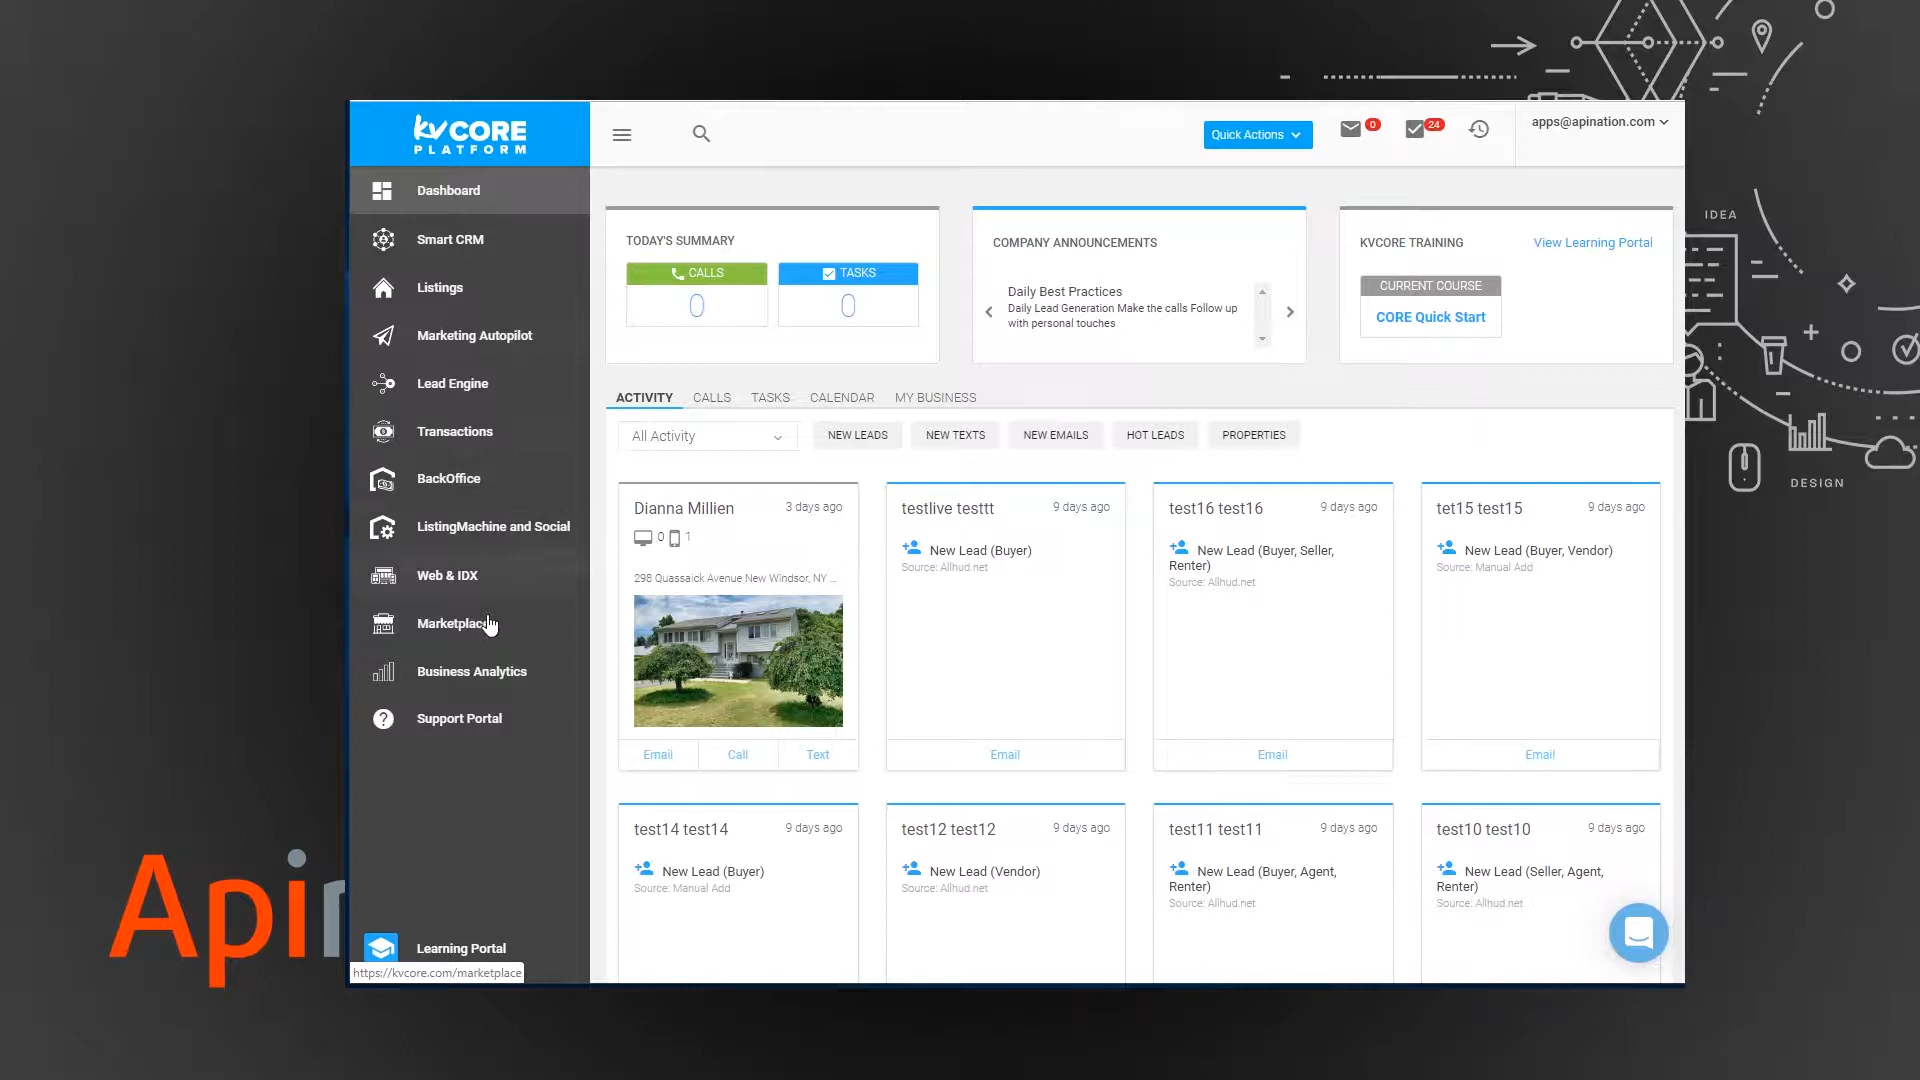 kvCORE
PLATFORM
Dashboard
Smart CRM
Listings
Marketing Autopilot
Lead Engine
Transactions
BackOffice
ListingMachine and Social
Web & IDX
Marketplace
Business Analytics
Support Portal
Learning Portal
https://kvcore.com/marketplace
Quick Actions
0
24
apps@apination.com
TODAY'S SUMMARY
CALLS
0
TASKS
0
COMPANY ANNOUNCEMENTS
Daily Best Practices
Daily Lead Generation Make the calls Follow up
with personal touches
KVCORE TRAINING
View Learning Portal
CURRENT COURSE
CORE Quick Start
ACTIVITY CALLS TASKS CALENDAR MY BUSINESS
All Activity
NEW LEADS
NEW TEXTS
NEW EMAILS
HOT LEADS
PROPERTIES
Dianna Millien 3 days ago
0 1
298 Quassaick Avenue New Windsor, NY ...
Email Call Text
testlive testtt 9 days ago
New Lead (Buyer)
Source: Allhud.net
Email
test16 test16 9 days ago
New Lead (Buyer, Seller,
Renter)
Source: Allhud.net
Email
tet15 test15 9 days ago
New Lead (Buyer, Vendor)
Source: Manual Add
Email
test14 test14 9 days ago
New Lead (Buyer)
Source: Manual Add
test12 test12 9 days ago
New Lead (Vendor)
Source: Allhud.net
test11 test11 9 days ago
New Lead (Buyer, Agent,
Renter)
Source: Allhud.net
test10 test10 9 days ago
New Lead (Seller, Agent,
Renter)
Source: Allhud.net
IDEA
DESIGN
Api